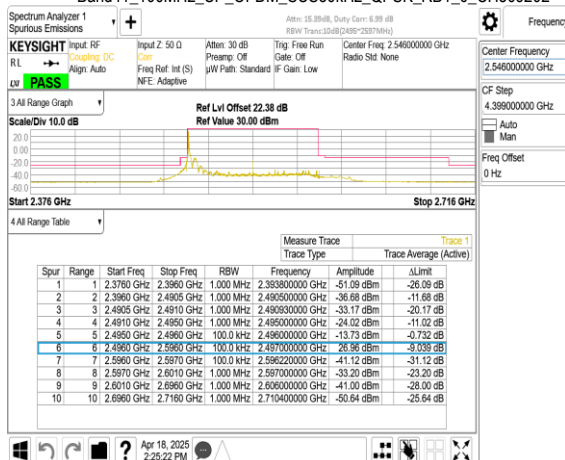 Spectrum Analyzer 1
Spurious Emissions
Attn: 15.39dB, Duty Corr: 6.99 dB
RBW Trans:10dB(2495~2597MHz)
Frequency
KEYSIGHT Input: RF Input Z: 50 Ω Atten: 30 dB Trig: Free Run Center Freq: 2.546000000 GHz
RL Coupling: DC Corr Preamp: Off Gate: Off Radio Std: None
Align: Auto Freq Ref: Int (S) µW Path: Standard IF Gain: Low
LXI PASS NFE: Adaptive
Center Frequency
2.546000000 GHz
CF Step
4.399000000 GHz
Auto
Man
Freq Offset
0 Hz
3 All Range Graph
Ref Lvl Offset 22.38 dB
Scale/Div 10.0 dB Ref Value 30.00 dBm
20.0
0.00
-20.0
-40.0
-60.0
Start 2.376 GHz Stop 2.716 GHz
4 All Range Table
Measure Trace Trace 1
Trace Type Trace Average (Active)
Spur Range Start Freq Stop Freq RBW Frequency Amplitude ΔLimit
1 1 2.3760 GHz 2.3960 GHz 1.000 MHz 2.393800000 GHz -51.09 dBm -26.09 dB
2 2 2.3960 GHz 2.4905 GHz 1.000 MHz 2.490500000 GHz -36.68 dBm -11.68 dB
3 3 2.4905 GHz 2.4910 GHz 1.000 MHz 2.490930000 GHz -33.17 dBm -20.17 dB
4 4 2.4910 GHz 2.4950 GHz 1.000 MHz 2.495000000 GHz -24.02 dBm -11.02 dB
5 5 2.4950 GHz 2.4960 GHz 100.0 kHz 2.496000000 GHz -13.73 dBm -0.732 dB
6 6 2.4960 GHz 2.5960 GHz 100.0 kHz 2.497000000 GHz 26.96 dBm -9.039 dB
7 7 2.5960 GHz 2.5970 GHz 100.0 kHz 2.596220000 GHz -41.12 dBm -31.12 dB
8 8 2.5970 GHz 2.6010 GHz 1.000 MHz 2.597000000 GHz -33.20 dBm -23.20 dB
9 9 2.6010 GHz 2.6960 GHz 1.000 MHz 2.606000000 GHz -41.00 dBm -28.00 dB
10 10 2.6960 GHz 2.7160 GHz 1.000 MHz 2.710400000 GHz -50.64 dBm -25.64 dB
Apr 18, 2025
2:25:22 PM